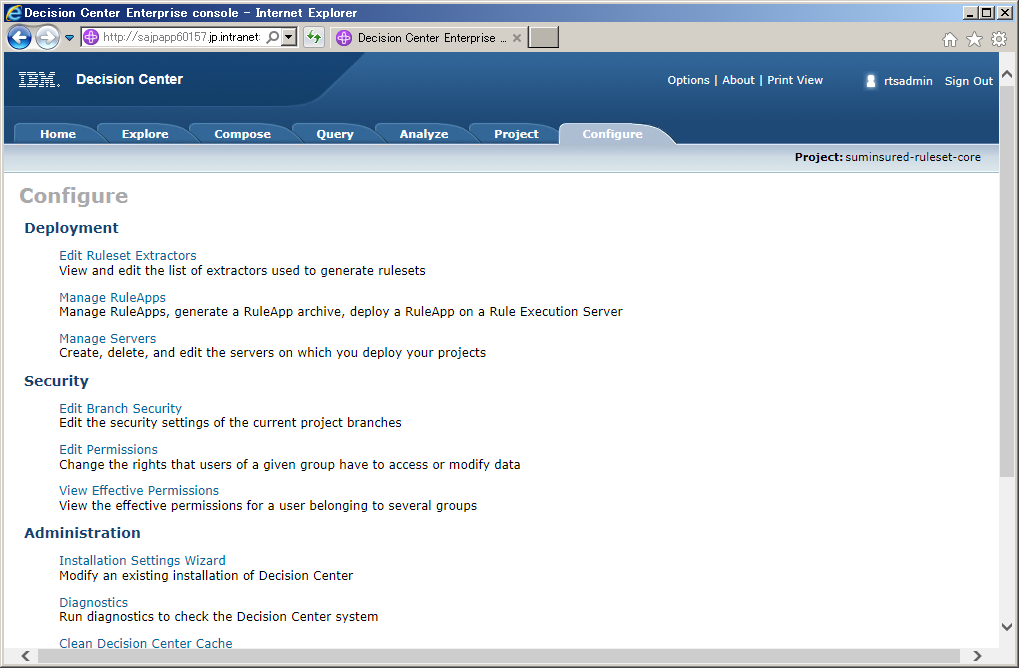 Decision Center Enterprise console - Internet Explorer
http://sajpapp60157.jp.intranet:
Decision Center Enterprise ...
IBM. Decision Center
Options | About | Print View
rtsadmin Sign Out
Home Explore Compose Query Analyze Project Configure
Project: suminsured-ruleset-core
Configure
Deployment
Edit Ruleset Extractors
View and edit the list of extractors used to generate rulesets
Manage RuleApps
Manage RuleApps, generate a RuleApp archive, deploy a RuleApp on a Rule Execution Server
Manage Servers
Create, delete, and edit the servers on which you deploy your projects
Security
Edit Branch Security
Edit the security settings of the current project branches
Edit Permissions
Change the rights that users of a given group have to access or modify data
View Effective Permissions
View the effective permissions for a user belonging to several groups
Administration
Installation Settings Wizard
Modify an existing installation of Decision Center
Diagnostics
Run diagnostics to check the Decision Center system
Clean Decision Center Cache